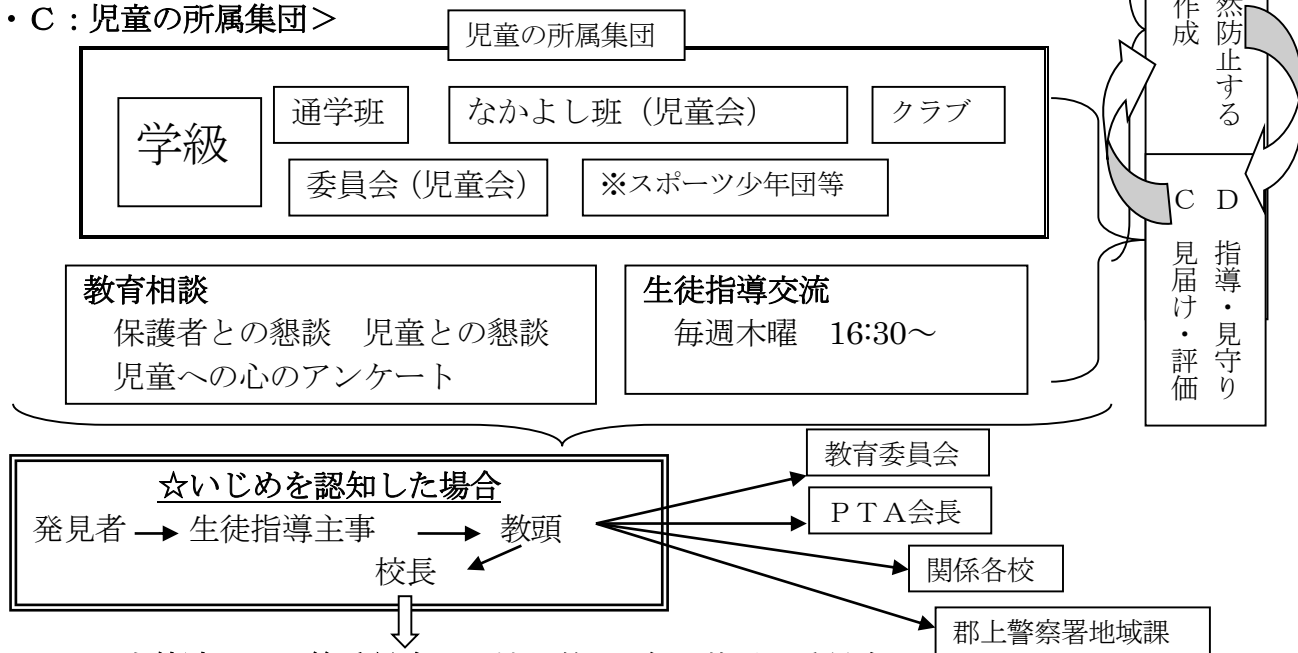 ・C：児童の所属集団＞
児童の所属集団
学級
通学班
なかよし班（児童会）
クラブ
委員会（児童会）
※スポーツ少年団等
然防止する
作成
D 指導・見守り
C 見届け・評価
教育相談
保護者との懇談 児童との懇談
児童への心のアンケート
生徒指導交流
毎週木曜 16:30～
☆いじめを認知した場合
発見者 → 生徒指導主事 → 教頭
校長
教育委員会
ＰＴＡ会長
関係各校
郡上警察署地域課